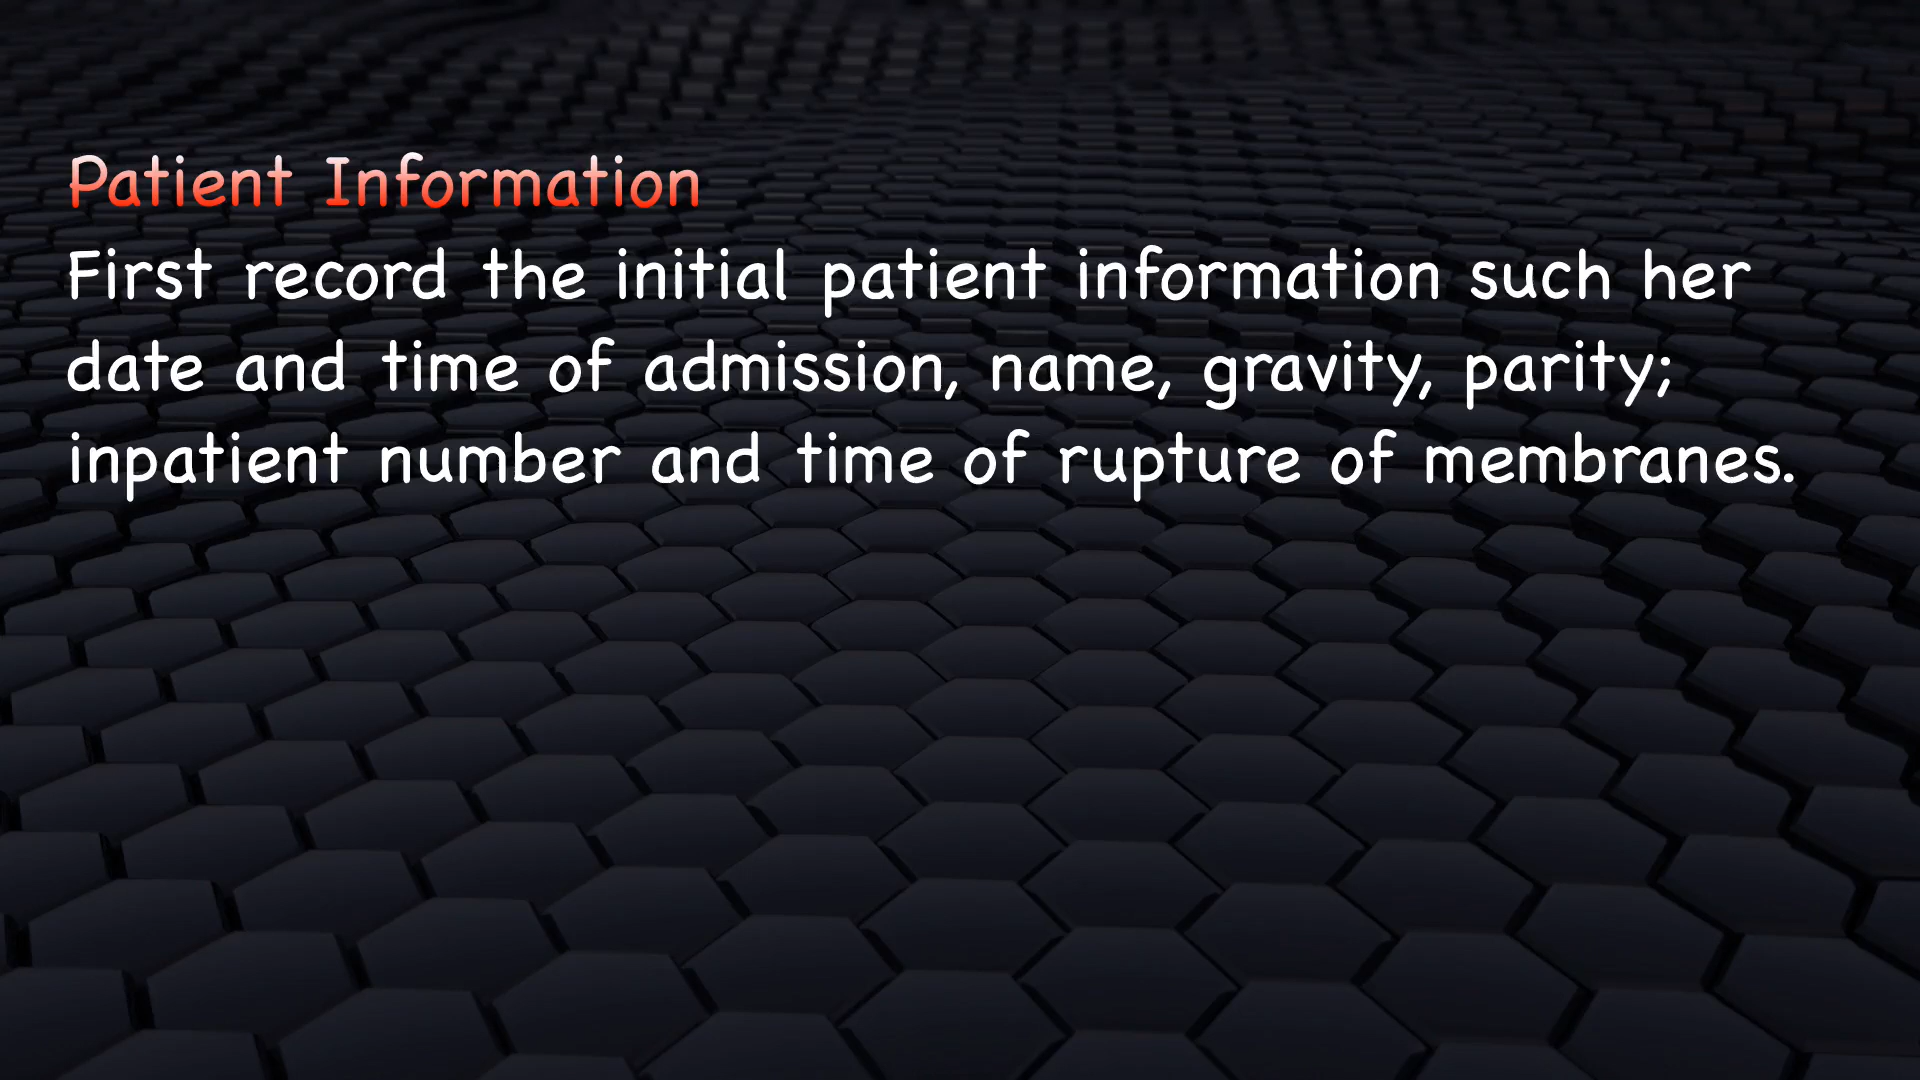 Patient Information
First record the initial patient information such her
date and time of admission, name, gravity, parity;
inpatient number and time of rupture of membranes.